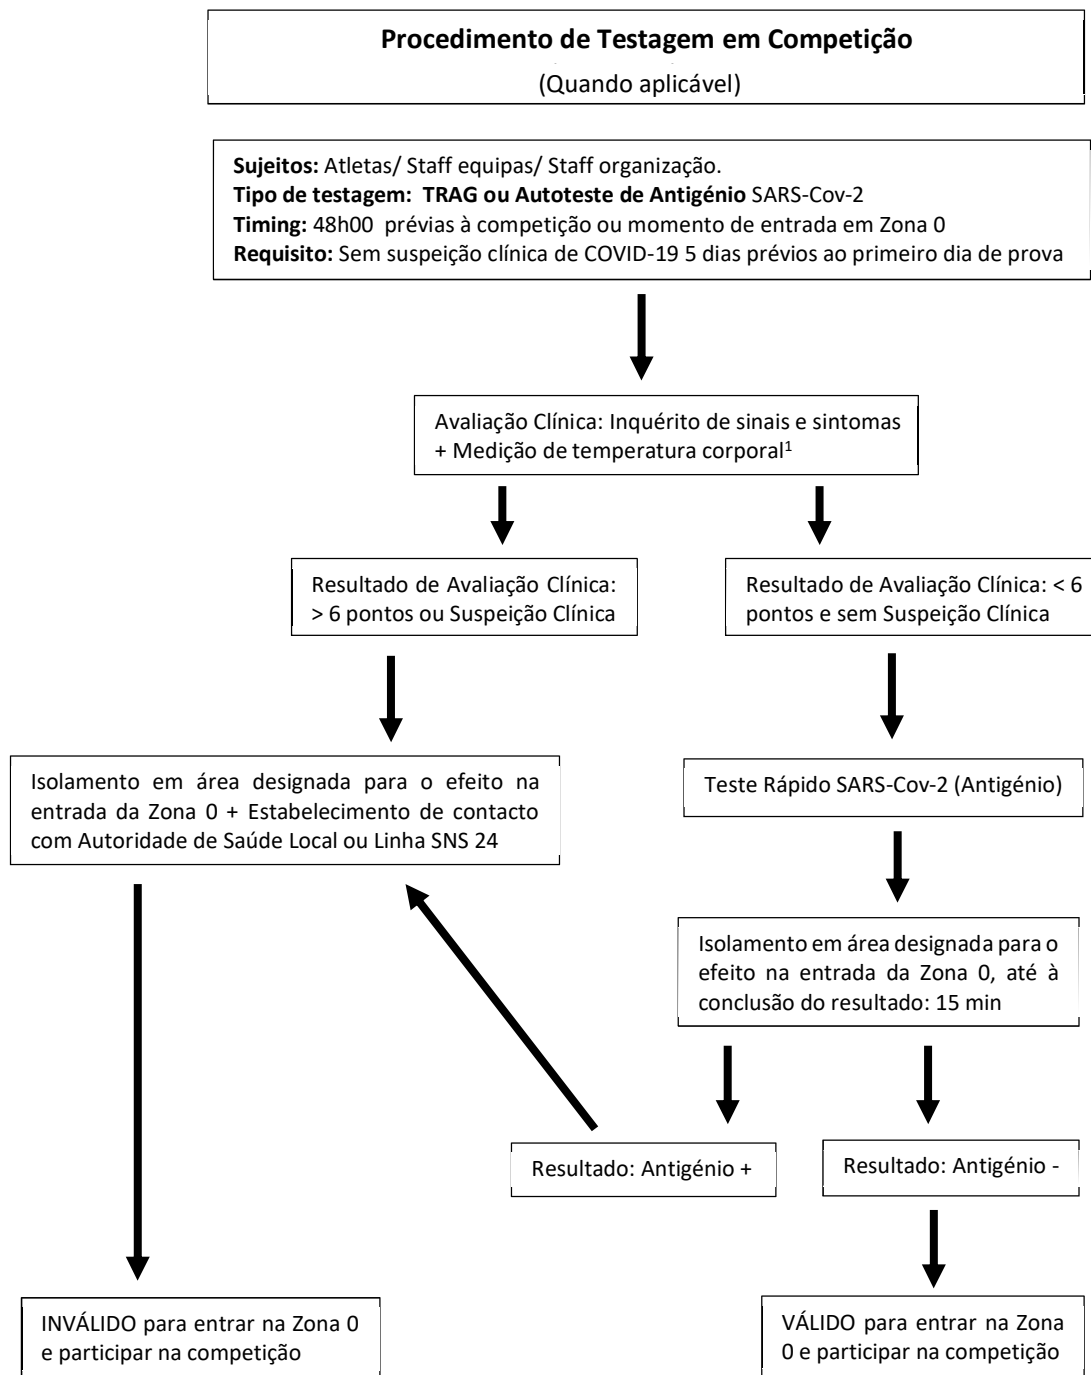 Procedimento de Testagem em Competição
(Quando aplicável)
Sujeitos: Atletas/ Staff equipas/ Staff organização.
Tipo de testagem: TRAG ou Autoteste de Antigénio SARS-Cov-2
Timing: 48h00 prévias à competição ou momento de entrada em Zona 0
Requisito: Sem suspeição clínica de COVID-19 5 dias prévios ao primeiro dia de prova
Avaliação Clínica: Inquérito de sinais e sintomas
+ Medição de temperatura corporal¹
Resultado de Avaliação Clínica:
> 6 pontos ou Suspeição Clínica
Resultado de Avaliação Clínica: < 6
pontos e sem Suspeição Clínica
Isolamento em área designada para o efeito na
entrada da Zona 0 + Estabelecimento de contacto
com Autoridade de Saúde Local ou Linha SNS 24
Teste Rápido SARS-Cov-2 (Antigénio)
Isolamento em área designada para o
efeito na entrada da Zona 0, até à
conclusão do resultado: 15 min
Resultado: Antigénio +
Resultado: Antigénio -
INVÁLIDO para entrar na Zona 0
e participar na competição
VÁLIDO para entrar na Zona
0 e participar na competição